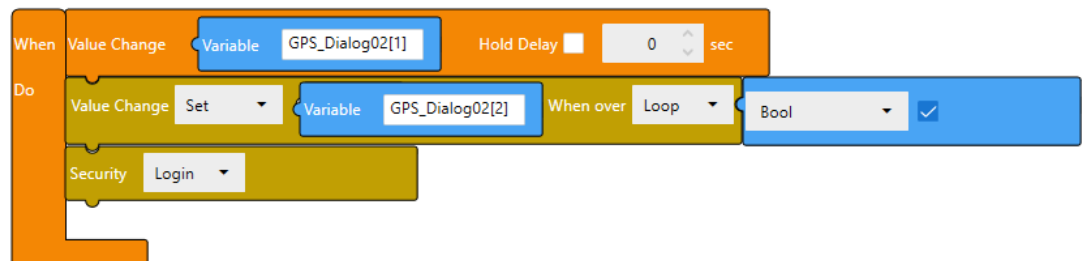 When Value Change Variable GPS_Dialog02[1] Hold Delay 0 sec
Do
Value Change Set Variable GPS_Dialog02[2] When over Loop Bool
Security Login